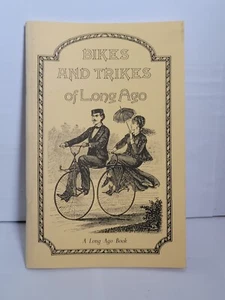 BIKES
AND TRIKES
of Long Ago
A Long Ago Book